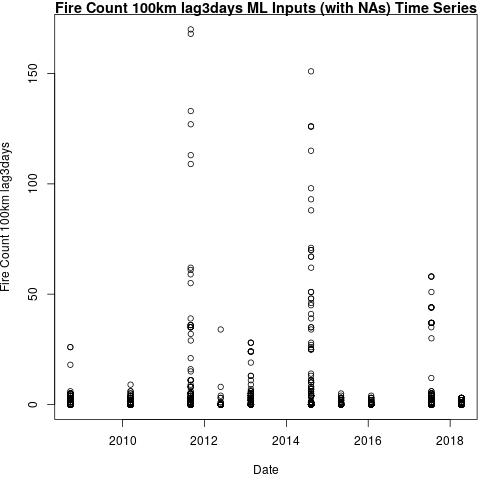 Fire Count 100km lag3days ML Inputs (with NAs) Time Series
Fire Count 100km lag3days
150
100
50
0
2010 2012 2014 2016 2018
Date